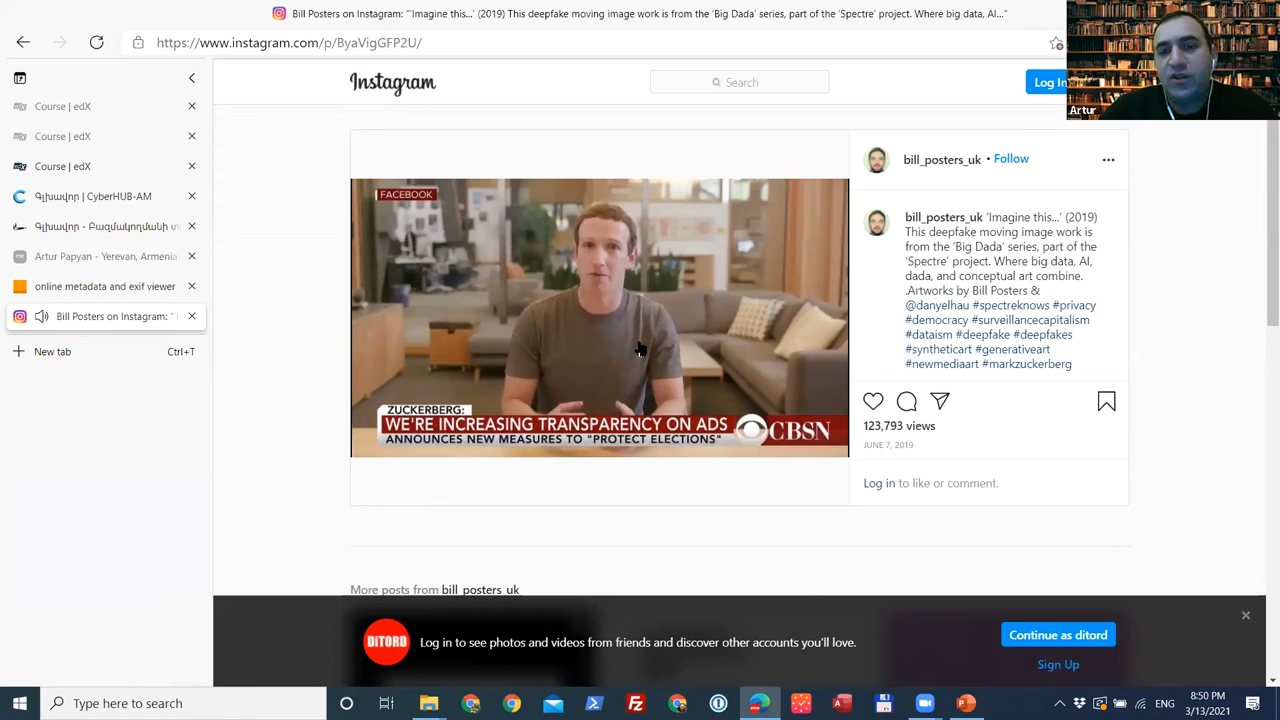 Bill Posters on Instagram: “‘Imagine this...’ (2019) This deepfake moving image work is from the ‘Big Dada’ series, part of the ‘Spectre’ project. Where big data, AI...”
https://www.instagram.com/p/ByaVigGFP2U/
Course | edX
Course | edX
Course | edX
Գլխավոր | CyberHUB-AM
Գլխավոր - Բազմակողմանի տ
Artur Papyan - Yerevan, Armenia
online metadata and exif viewer
Bill Posters on Instagram: “‘I
New tab
Ctrl+T
Instagram
Search
Log In
Artur
FACEBOOK
ZUCKERBERG:
WE'RE INCREASING TRANSPARENCY ON ADS
ANNOUNCES NEW MEASURES TO "PROTECT ELECTIONS"
CBSN
bill_posters_uk • Follow
bill_posters_uk ‘Imagine this...’ (2019)
This deepfake moving image work is
from the ‘Big Dada’ series, part of the
‘Spectre’ project. Where big data, AI,
dada, and conceptual art combine.
.Artworks by Bill Posters &
@danyelhau #spectreknows #privacy
#democracy #surveillancecapitalism
#dataism #deepfake #deepfakes
#syntheticart #generativeart
#newmediaart #markzuckerberg
123,793 views
JUNE 7, 2019
Log in to like or comment.
More posts from bill_posters_uk
DiTORD
Log in to see photos and videos from friends and discover other accounts you'll love.
Continue as ditord
Sign Up
Type here to search
ENG
8:50 PM
3/13/2021